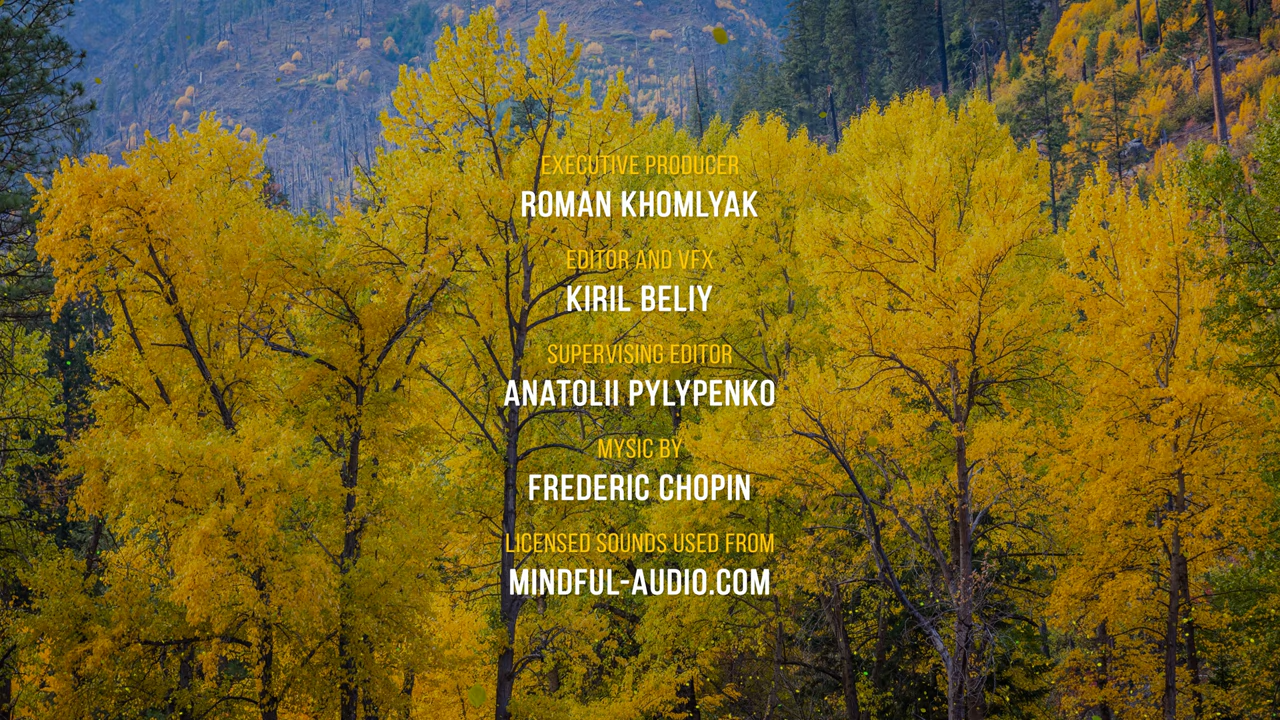 EXECUTIVE PRODUCER
ROMAN KHOMLYAK
EDITOR AND VFX
KIRIL BELIY
SUPERVISING EDITOR
ANATOLII PYLYPENKO
MYSIC BY
FREDERIC CHOPIN
LICENSED SOUNDS USED FROM
MINDFUL-AUDIO.COM